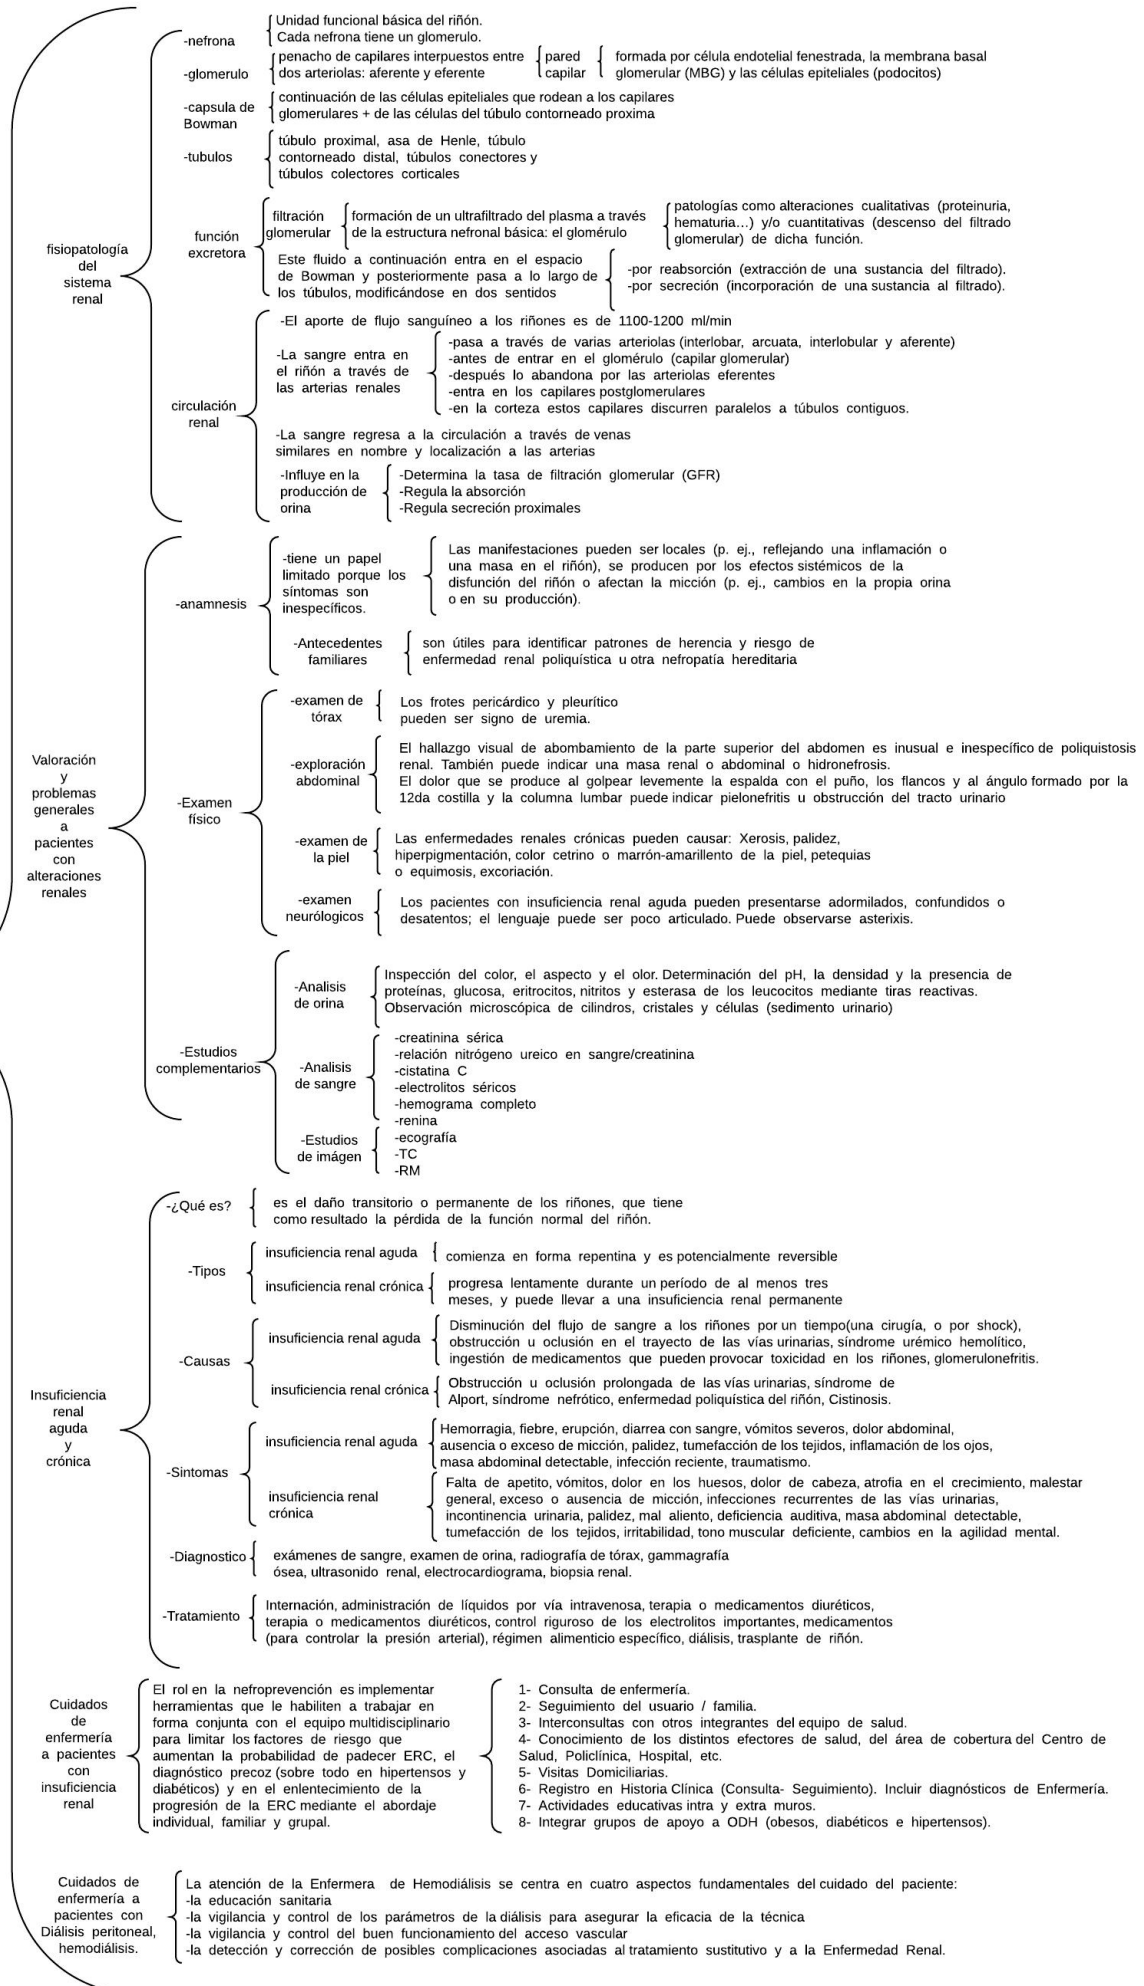 fisiopatología
del
sistema
renal
-nefrona
Unidad funcional básica del riñón.
Cada nefrona tiene un glomerulo.
-glomerulo
penacho de capilares interpuestos entre
dos arteriolas: aferente y eferente
pared
capilar
formada por célula endotelial fenestrada, la membrana basal
glomerular (MBG) y las células epiteliales (podocitos)
-capsula de
Bowman
continuación de las células epiteliales que rodean a los capilares
glomerulares + de las células del túbulo contorneado proxima
-tubulos
túbulo proximal, asa de Henle, túbulo
contorneado distal, túbulos conectores y
túbulos colectores corticales
función
excretora
filtración
glomerular
formación de un ultrafiltrado del plasma a través
de la estructura nefronal básica: el glomérulo
patologías como alteraciones cualitativas (proteinuria,
hematuria...) y/o cuantitativas (descenso del filtrado
glomerular) de dicha función.
Este fluido a continuación entra en el espacio
de Bowman y posteriormente pasa a lo largo de
los túbulos, modificándose en dos sentidos
-por reabsorción (extracción de una sustancia del filtrado).
-por secreción (incorporación de una sustancia al filtrado).
circulación
renal
-El aporte de flujo sanguíneo a los riñones es de 1100-1200 ml/min
-La sangre entra en
el riñón a través de
las arterias renales
-pasa a través de varias arteriolas (interlobar, arcuata, interlobular y aferente)
-antes de entrar en el glomérulo (capilar glomerular)
-después lo abandona por las arteriolas eferentes
-entra en los capilares postglomerulares
-en la corteza estos capilares discurren paralelos a túbulos contiguos.
-La sangre regresa a la circulación a través de venas
similares en nombre y localización a las arterias
-Influye en la
producción de
orina
-Determina la tasa de filtración glomerular (GFR)
-Regula la absorción
-Regula secreción proximales
Valoración
y
problemas
generales
a
pacientes
con
alteraciones
renales
-anamnesis
-tiene un papel
limitado porque los
síntomas son
inespecíficos.
Las manifestaciones pueden ser locales (p. ej., reflejando una inflamación o
una masa en el riñón), se producen por los efectos sistémicos de la
disfunción del riñón o afectan la micción (p. ej., cambios en la propia orina
o en su producción).
-Antecedentes
familiares
son útiles para identificar patrones de herencia y riesgo de
enfermedad renal poliquística u otra nefropatía hereditaria
-Examen
físico
-examen de
tórax
Los frotes pericárdico y pleurítico
pueden ser signo de uremia.
-exploración
abdominal
El hallazgo visual de abombamiento de la parte superior del abdomen es inusual e inespecífico de poliquistosis
renal. También puede indicar una masa renal o abdominal o hidronefrosis.
El dolor que se produce al golpear levemente la espalda con el puño, los flancos y al ángulo formado por la
12da costilla y la columna lumbar puede indicar pielonefritis u obstrucción del tracto urinario
-examen de
la piel
Las enfermedades renales crónicas pueden causar: Xerosis, palidez,
hiperpigmentación, color cetrino o marrón-amarillento de la piel, petequias
o equimosis, excoriación.
-examen
neurólogicos
Los pacientes con insuficiencia renal aguda pueden presentarse adormilados, confundidos o
desatentos; el lenguaje puede ser poco articulado. Puede observarse asterixis.
-Estudios
complementarios
-Analisis
de orina
Inspección del color, el aspecto y el olor. Determinación del pH, la densidad y la presencia de
proteínas, glucosa, eritrocitos, nitritos y esterasa de los leucocitos mediante tiras reactivas.
Observación microscópica de cilindros, cristales y células (sedimento urinario)
-Analisis
de sangre
-creatinina sérica
-relación nitrógeno ureico en sangre/creatinina
-cistatina C
-electrolitos séricos
-hemograma completo
-renina
-Estudios
de imágen
-ecografía
-TC
-RM
Insuficiencia
renal
aguda
y
crónica
-¿Qué es?
es el daño transitorio o permanente de los riñones, que tiene
como resultado la pérdida de la función normal del riñón.
-Tipos
insuficiencia renal aguda
comienza en forma repentina y es potencialmente reversible
insuficiencia renal crónica
progresa lentamente durante un período de al menos tres
meses, y puede llevar a una insuficiencia renal permanente
-Causas
insuficiencia renal aguda
Disminución del flujo de sangre a los riñones por un tiempo(una cirugía, o por shock),
obstrucción u oclusión en el trayecto de las vías urinarias, síndrome urémico hemolítico,
ingestión de medicamentos que pueden provocar toxicidad en los riñones, glomerulonefritis.
insuficiencia renal crónica
Obstrucción u oclusión prolongada de las vías urinarias, síndrome de
Alport, síndrome nefrótico, enfermedad poliquística del riñón, Cistinosis.
-Sintomas
insuficiencia renal aguda
Hemorragia, fiebre, erupción, diarrea con sangre, vómitos severos, dolor abdominal,
ausencia o exceso de micción, palidez, tumefacción de los tejidos, inflamación de los ojos,
masa abdominal detectable, infección reciente, traumatismo.
insuficiencia renal
crónica
Falta de apetito, vómitos, dolor en los huesos, dolor de cabeza, atrofia en el crecimiento, malestar
general, exceso o ausencia de micción, infecciones recurrentes de las vías urinarias,
incontinencia urinaria, palidez, mal aliento, deficiencia auditiva, masa abdominal detectable,
tumefacción de los tejidos, irritabilidad, tono muscular deficiente, cambios en la agilidad mental.
-Diagnostico
exámenes de sangre, examen de orina, radiografía de tórax, gammagrafía
ósea, ultrasonido renal, electrocardiograma, biopsia renal.
-Tratamiento
Internación, administración de líquidos por vía intravenosa, terapia o medicamentos diuréticos,
terapia o medicamentos diuréticos, control riguroso de los electrolitos importantes, medicamentos
(para controlar la presión arterial), régimen alimenticio específico, diálisis, trasplante de riñón.
Cuidados
de
enfermería
a pacientes
con
insuficiencia
renal
El rol en la nefroprevención es implementar
herramientas que le habiliten a trabajar en
forma conjunta con el equipo multidisciplinario
para limitar los factores de riesgo que
aumentan la probabilidad de padecer ERC, el
diagnóstico precoz (sobre todo en hipertensos y
diabéticos) y en el enlentecimiento de la
progresión de la ERC mediante el abordaje
individual, familiar y grupal.
1- Consulta de enfermería.
2- Seguimiento del usuario / familia.
3- Interconsultas con otros integrantes del equipo de salud.
4- Conocimiento de los distintos efectores de salud, del área de cobertura del Centro de
Salud, Policlínica, Hospital, etc.
5- Visitas Domiciliarias.
6- Registro en Historia Clínica (Consulta- Seguimiento). Incluir diagnósticos de Enfermería.
7- Actividades educativas intra y extra muros.
8- Integrar grupos de apoyo a ODH (obesos, diabéticos e hipertensos).
Cuidados de
enfermería a
pacientes con
Diálisis peritoneal,
hemodiálisis.
La atención de la Enfermera de Hemodiálisis se centra en cuatro aspectos fundamentales del cuidado del paciente:
-la educación sanitaria
-la vigilancia y control de los parámetros de la diálisis para asegurar la eficacia de la técnica
-la vigilancia y control del buen funcionamiento del acceso vascular
-la detección y corrección de posibles complicaciones asociadas al tratamiento sustitutivo y a la Enfermedad Renal.